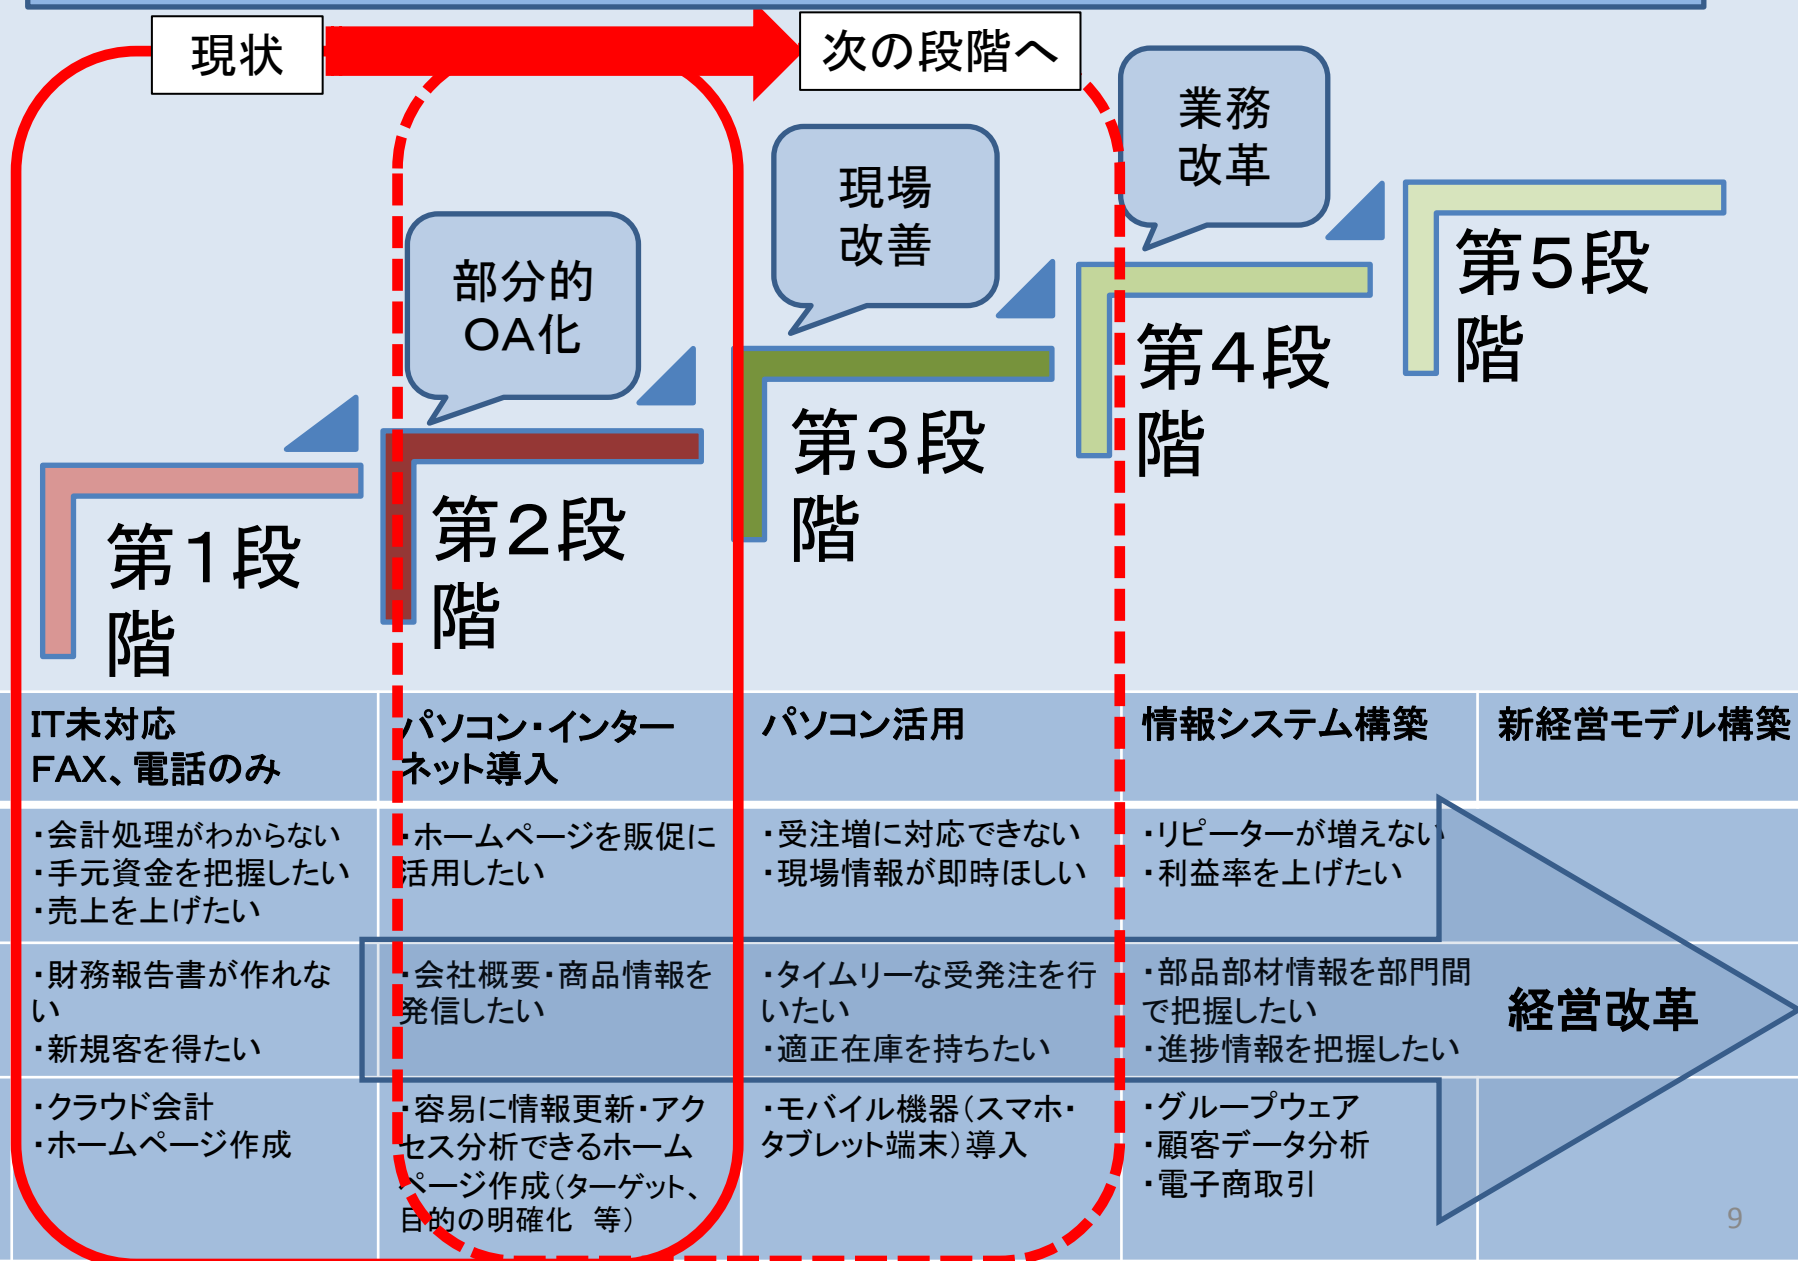 現状
次の段階へ
業務
改革
現場
改善
部分的
OA化
第1段
階
第2段
階
第3段
階
第4段
階
第5段
階
IT未対応
FAX、電話のみ
パソコン・インター
ネット導入
パソコン活用
情報システム構築
新経営モデル構築
・会計処理がわからない
・手元資金を把握したい
・売上を上げたい
・ホームページを販促に
活用したい
・受注増に対応できない
・現場情報が即時ほしい
・リピーターが増えない
・利益率を上げたい
・財務報告書が作れな
い
・新規客を得たい
・会社概要・商品情報を
発信したい
・タイムリーな受発注を行
いたい
・適正在庫を持ちたい
・部品部材情報を部門間
で把握したい
・進捗情報を把握したい
経営改革
・クラウド会計
・ホームページ作成
・容易に情報更新・アク
セス分析できるホーム
ページ作成(ターゲット、
目的の明確化 等)
・モバイル機器(スマホ・
タブレット端末)導入
・グループウェア
・顧客データ分析
・電子商取引
9